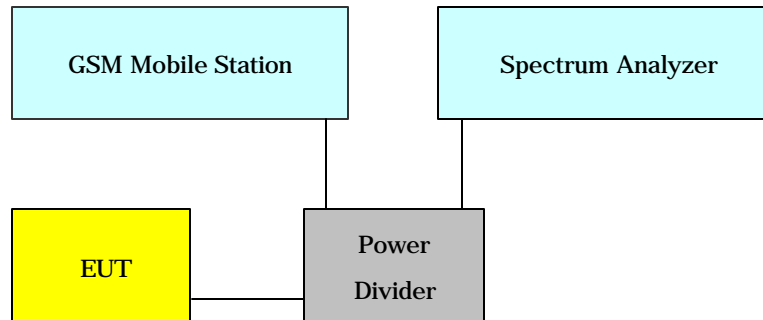 GSM Mobile Station
Spectrum Analyzer
EUT
Power
Divider